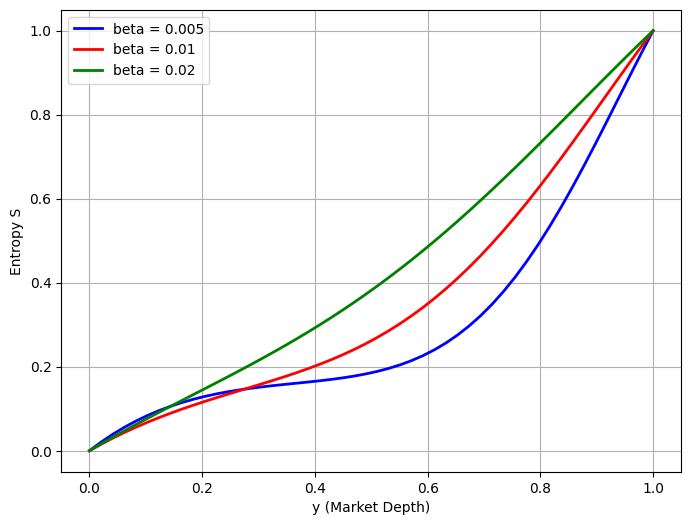 beta = 0.005
beta = 0.01
beta = 0.02
1.0
0.8
0.6
0.4
0.2
0.0
Entropy S
0.0 0.2 0.4 0.6 0.8 1.0
y (Market Depth)